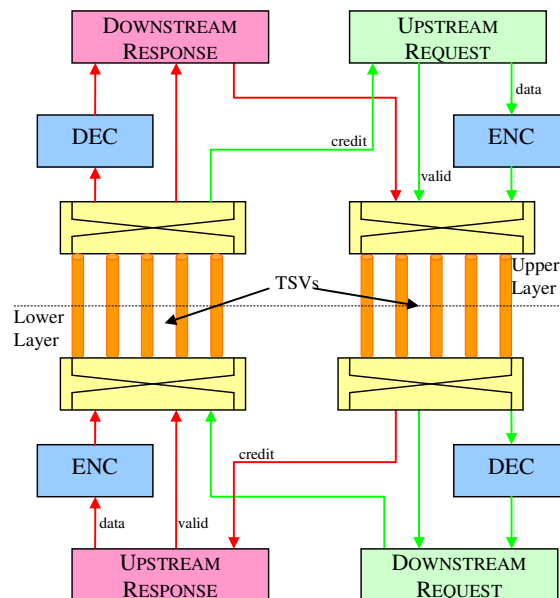 DOWNSTREAM
RESPONSE
UPSTREAM
REQUEST
data
DEC
ENC
credit
valid
Upper
Layer
TSVs
Lower
Layer
ENC
credit
DEC
data
valid
UPSTREAM
RESPONSE
DOWNSTREAM
REQUEST